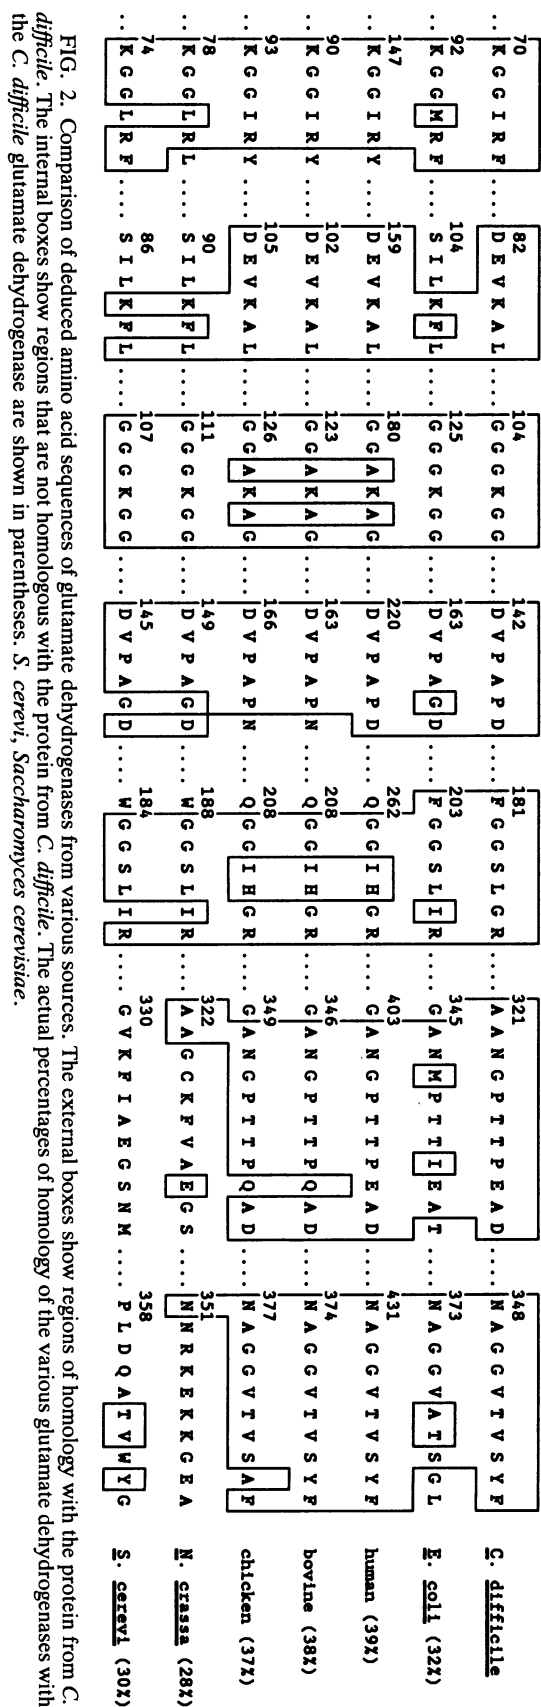 70 82 104 142 181 321 348
..K G G I R F....D E V K A L....G G G K G G....D V P A P D....F G G S L G R....A A N G P T T P E A D....N A G G V T V S Y F C. difficile
92 104 125 163 203 345 373
..K G G M R F....S I L K F L....G G G K G G....D V P A G D....F G G S L I R....G A N M P T T I E A T....N A G G V A T S G L E. coli (32%)
147 159 180 220 262 403 431
..K G G I R Y....D E V K A L....G G A K A G....D V P A P D....Q G G I H G R....G A N G P T T P E A D....N A G G V T V S Y F human (39%)
90 102 123 163 208 346 374
..K G G I R Y....D E V K A L....G G A K A G....D V P A P N....Q G G I H G R....G A N G P T T P Q A D....N A G G V T V S Y F bovine (38%)
93 105 126 166 208 349 377
..K G G I R Y....D E V K A L....G G A K A G....D V P A P N....Q G G I H G R....G A N G P T T P Q A D....N A G G V T V S A F chicken (37%)
78 90 111 149 188 322 351
..K G G L R L....S I L K F L....G G G K G G....D V P A G D....W G G S L I R....A A G C K F V A E G S....N N R K E K K G E A N. crassa (28%)
74 86 107 145 184 330 358
..K G G L R F....S I L K F L....G G G K G G....D V P A G D....W G G S L I R....G V K F I A E G S N M....P L D Q A T V W Y G S. cerevi (30%)
FIG. 2. Comparison of deduced amino acid sequences of glutamate dehydrogenases from various sources. The external boxes show regions of homology with the protein from C.
difficile. The internal boxes show regions that are not homologous with the protein from C. difficile. The actual percentages of homology of the various glutamate dehydrogenases with
the C. difficile glutamate dehydrogenase are shown in parentheses. S. cerevi, Saccharomyces cerevisiae.